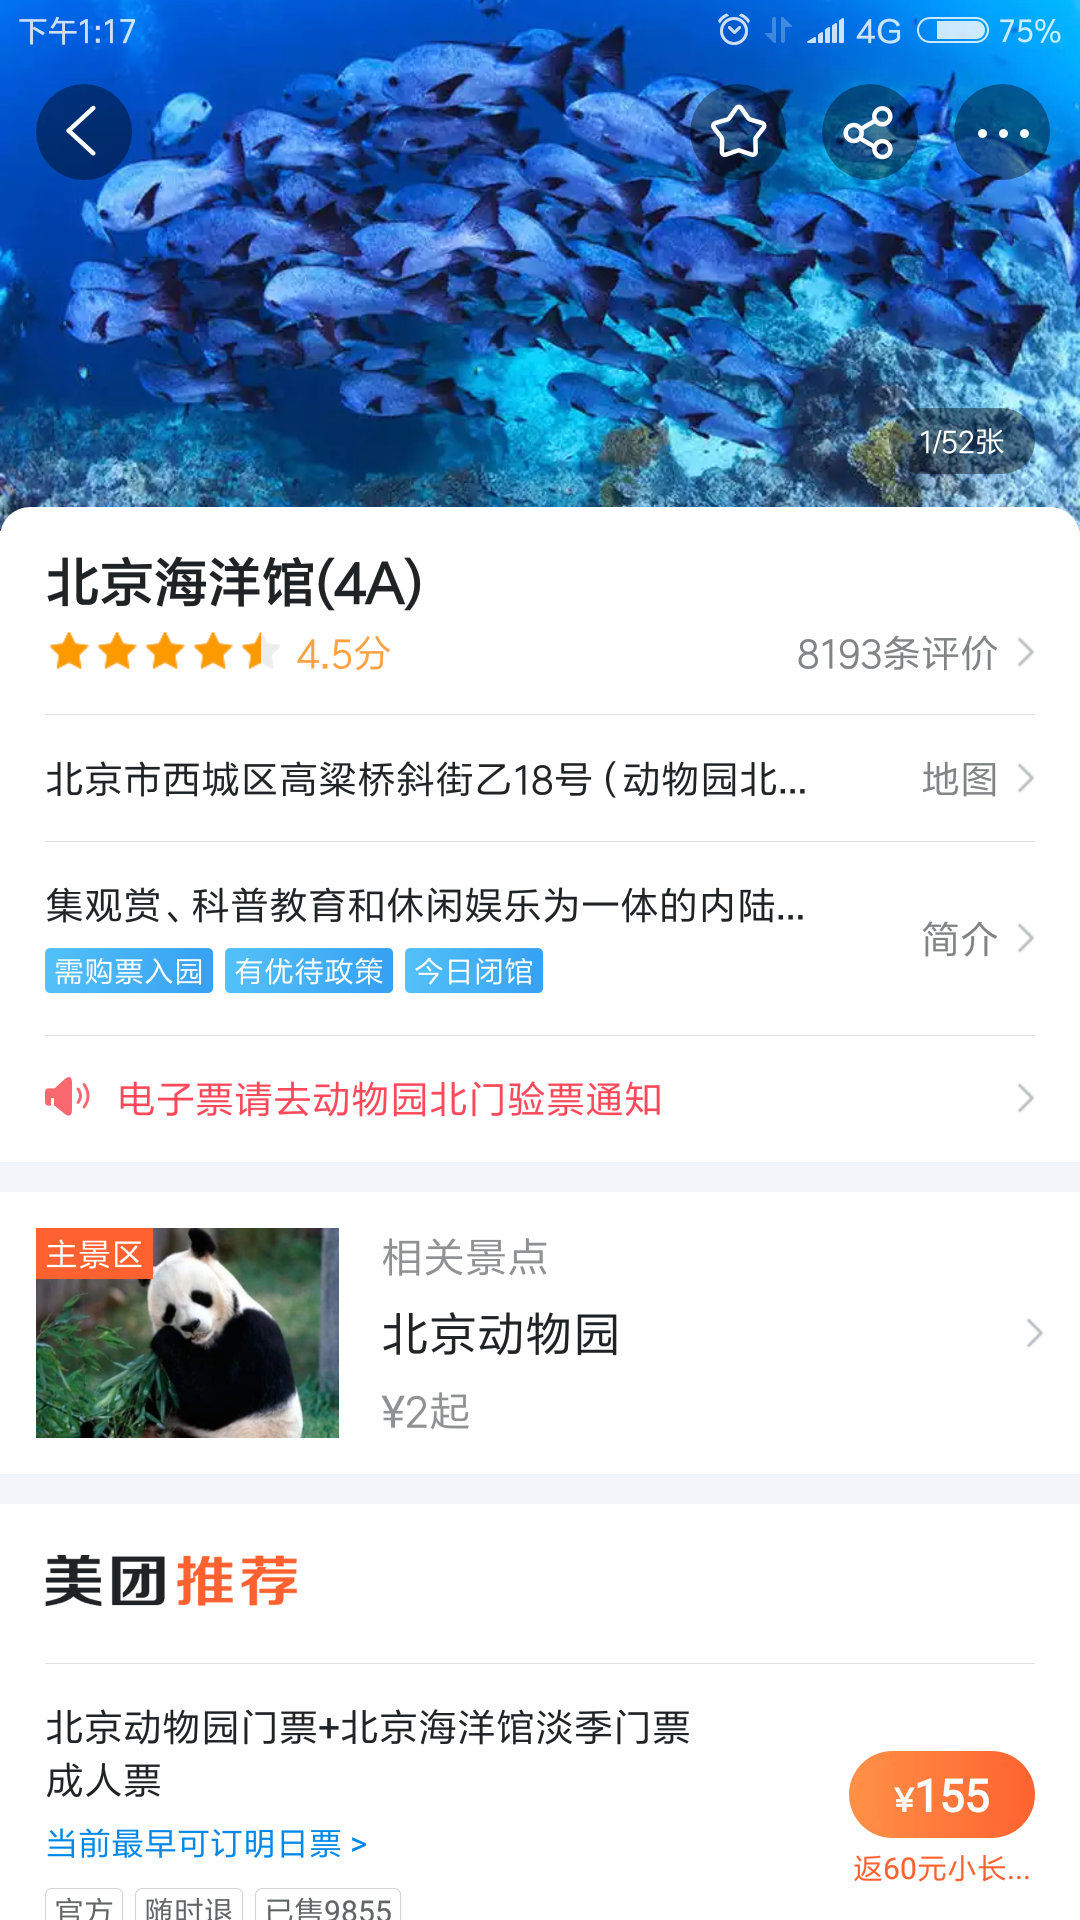 下午1:17
4G
75%
1/52张
北京海洋馆(4A)
4.5分
8193条评价
北京市西城区高粱桥斜街乙18号（动物园北...
地图
集观赏、科普教育和休闲娱乐为一体的内陆...
简介
需购票入园 有优待政策 今日闭馆
电子票请去动物园北门验票通知
主景区
相关景点
北京动物园
¥2起
美团推荐
北京动物园门票+北京海洋馆淡季门票
成人票
¥155
当前最早可订明日票 >
返60元小长...
官方 随时退 已售9855